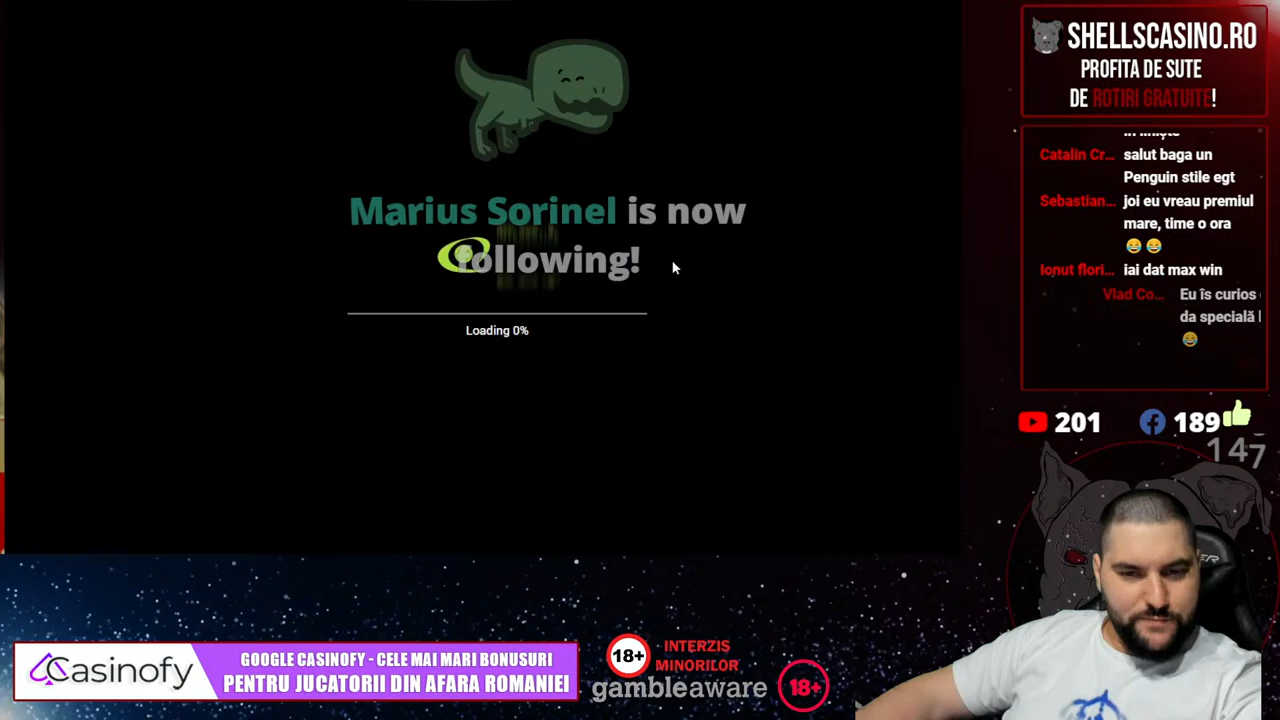 Marius Sorinel is now
following!
Loading 0%
SHELLSCASINO.RO
PROFITA DE SUTE
DE ROTIRI GRATUITE!
Catalin Cr... salut baga un
Penguin stile egt
Sebastian... joi eu vreau premiul
mare, time o ora
😂 😂
Ionut flori... iai dat max win
Vlad Co... Eu îs curios
da specială
😂
201 189
147
Casinofy
GOOGLE CASINOFY - CELE MAI MARI BONUSURI
PENTRU JUCATORII DIN AFARA ROMANIEI
18+ INTERZIS
MINORILOR
gambleaware 18+